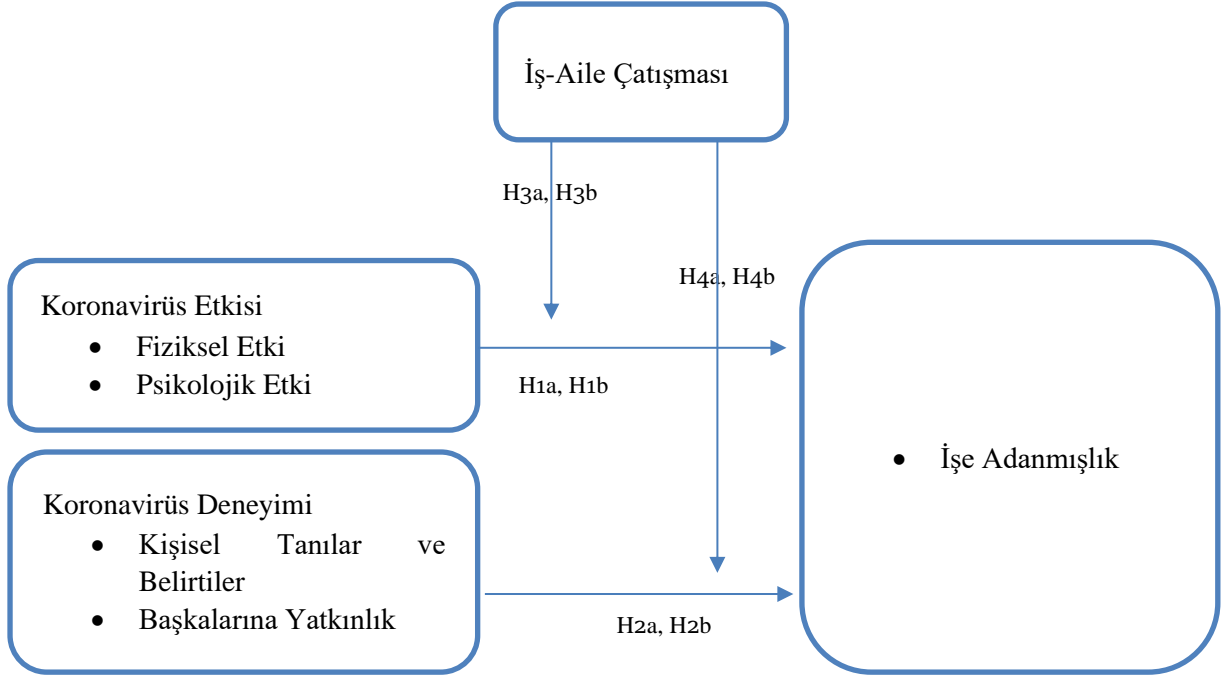 İş-Aile Çatışması
H3a, H3b
H4a, H4b
Koronavirüs Etkisi
• Fiziksel Etki
• Psikolojik Etki
H1a, H1b
• İşe Adanmışlık
Koronavirüs Deneyimi
• Kişisel Tanılar ve
Belirtiler
• Başkalarına Yatkınlık
H2a, H2b